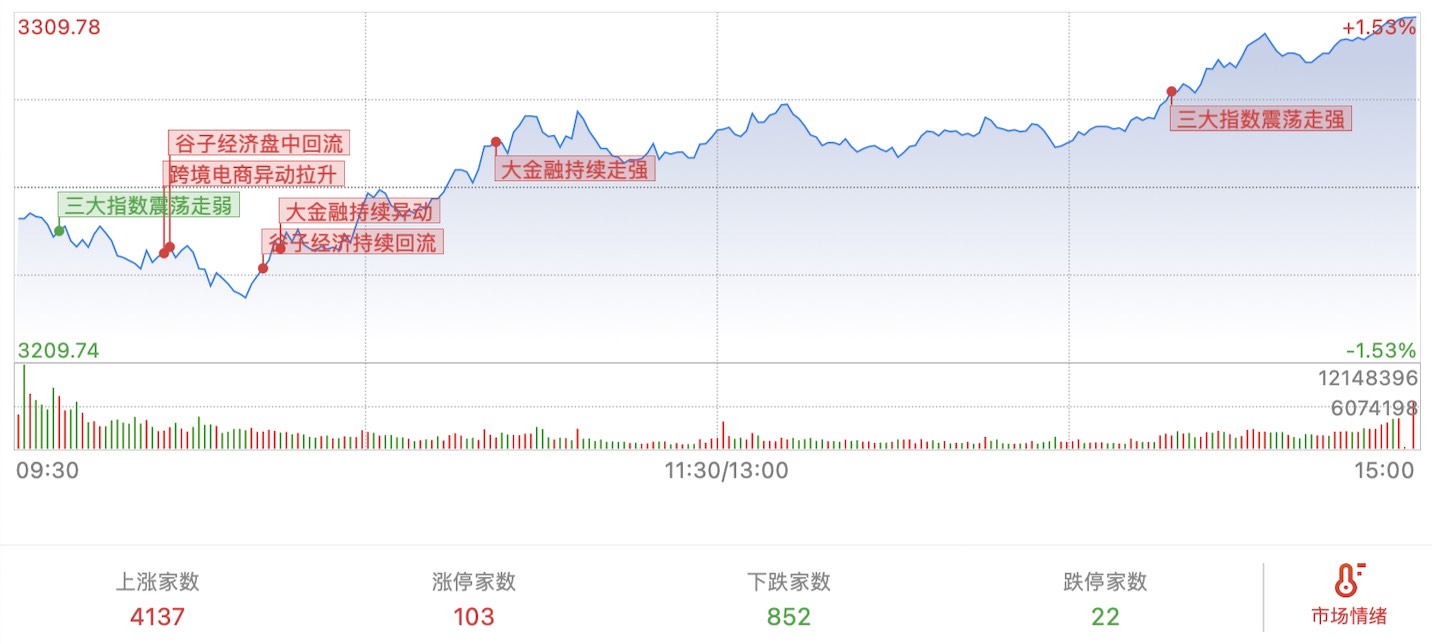 3309.78
+1.53%
谷子经济盘中回流
跨境电商异动拉升
三大指数震荡走弱
大金融持续异动
谷子经济持续回流
大金融持续走强
三大指数震荡走强
3209.74
-1.53%
12148396
6074198
09:30
11:30/13:00
15:00
上涨家数
涨停家数
下跌家数
跌停家数
4137
103
852
22
市场情绪